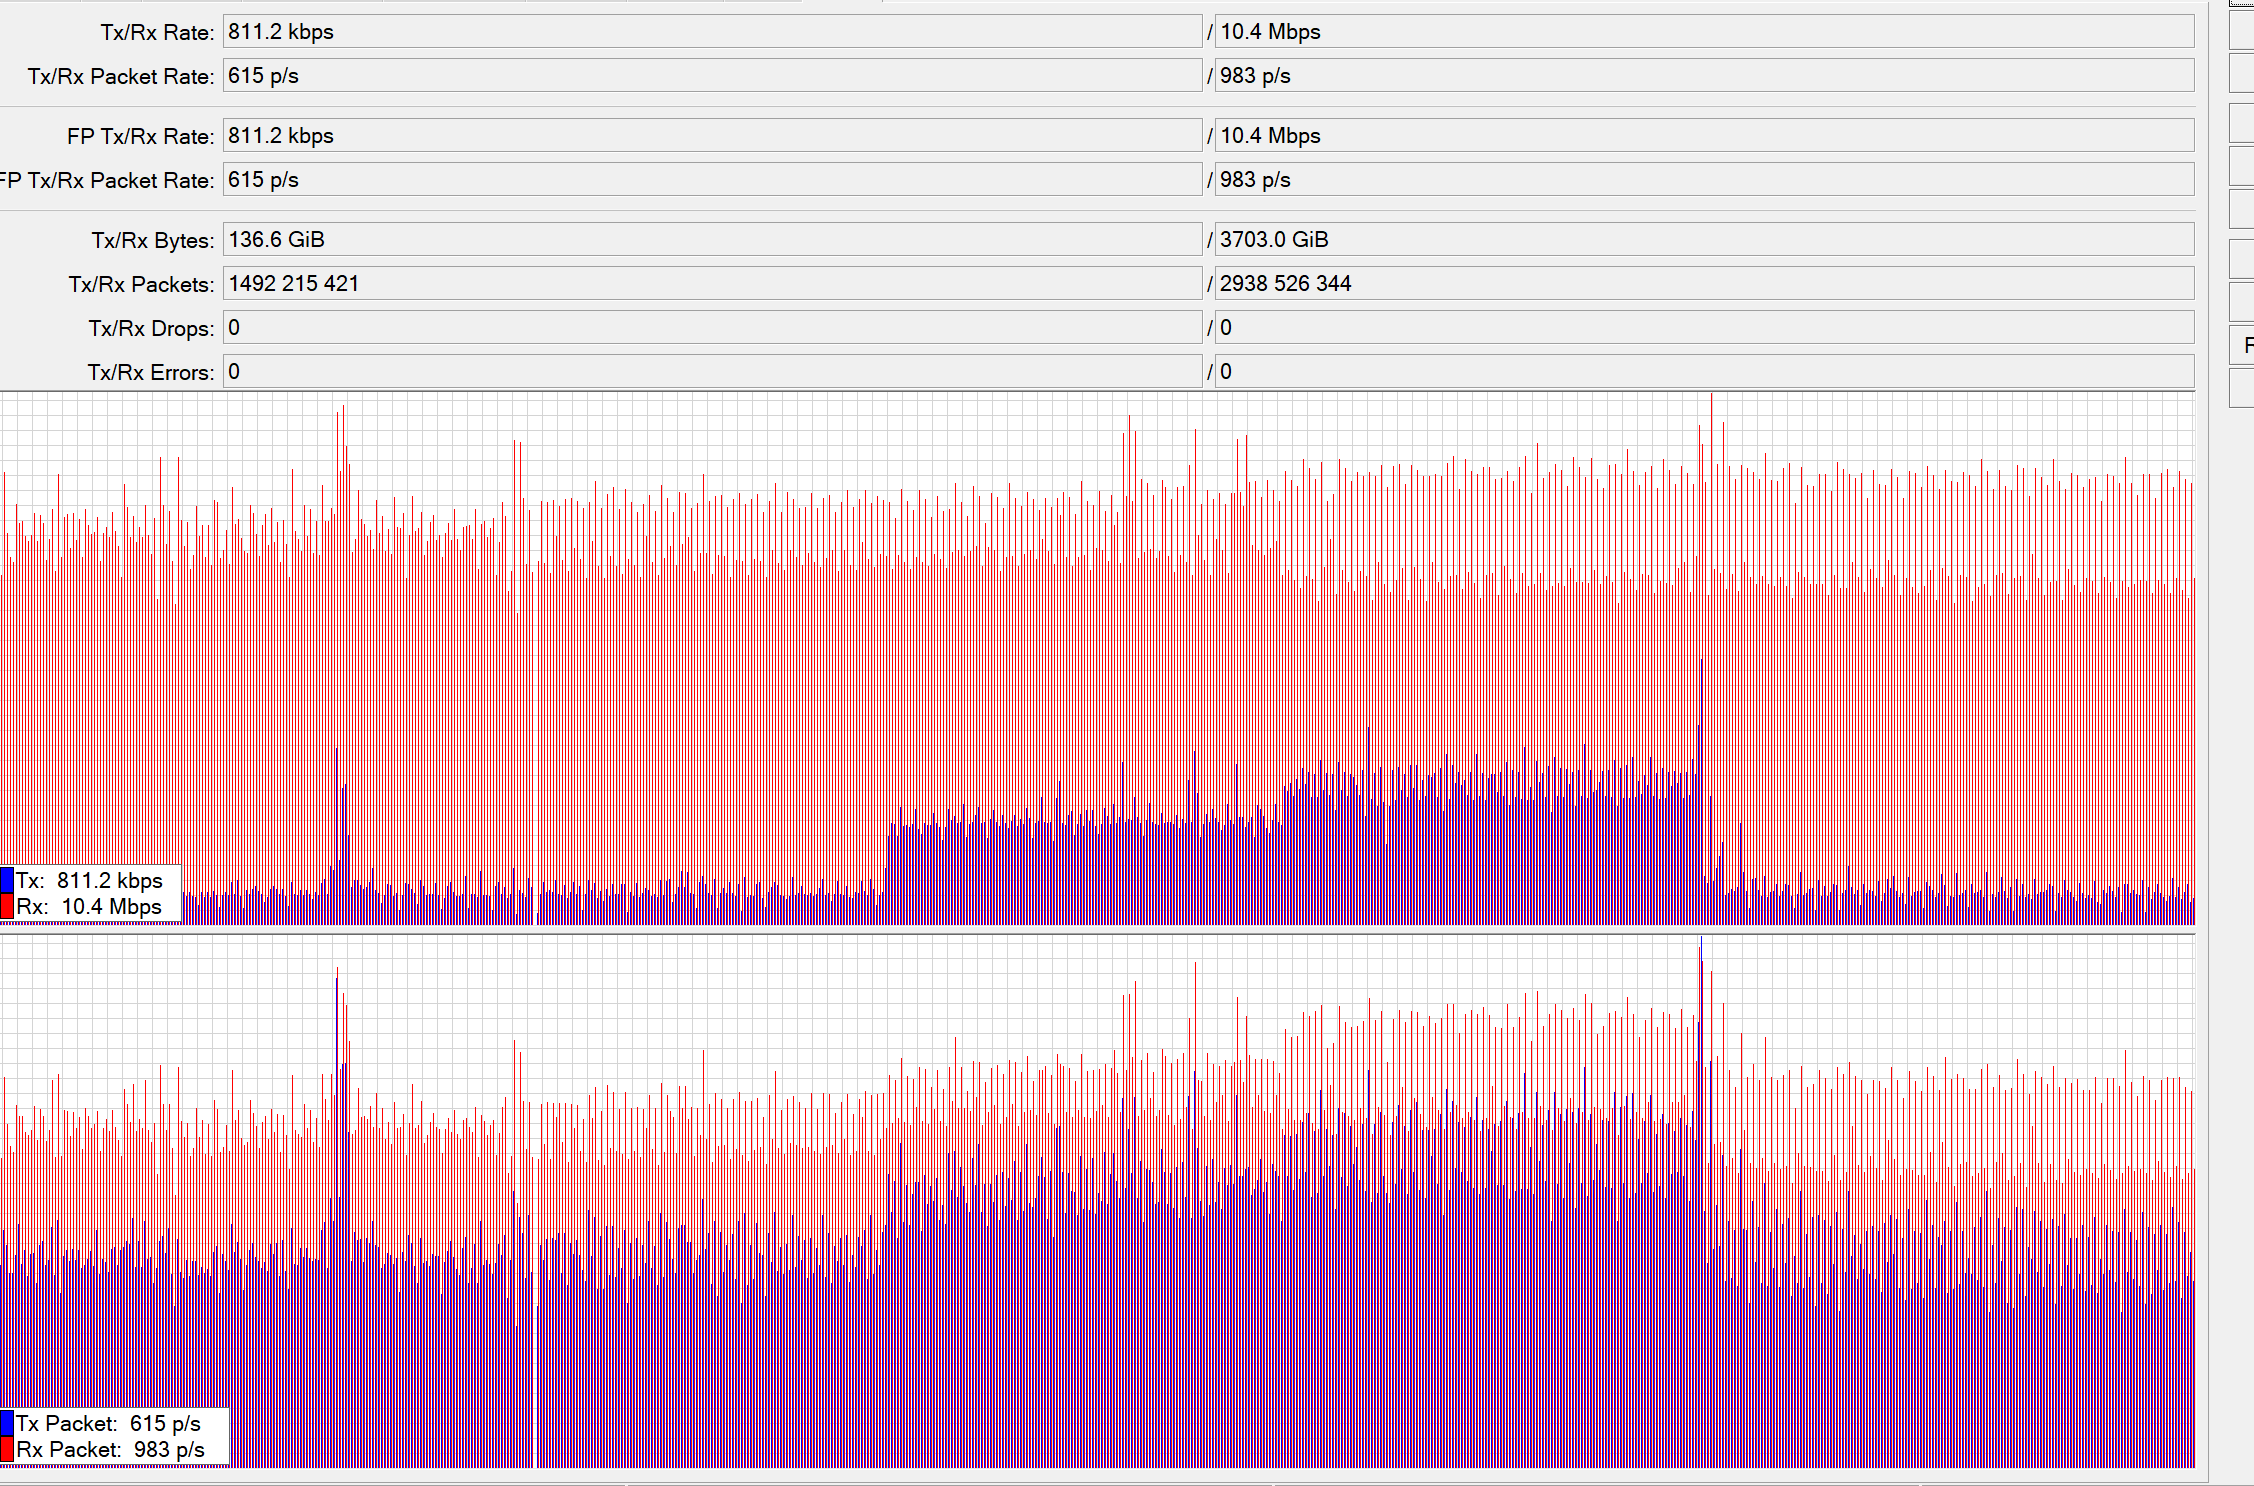 Tx/Rx Rate: 811.2 kbps / 10.4 Mbps
Tx/Rx Packet Rate: 615 p/s / 983 p/s
FP Tx/Rx Rate: 811.2 kbps / 10.4 Mbps
FP Tx/Rx Packet Rate: 615 p/s / 983 p/s
Tx/Rx Bytes: 136.6 GiB / 3703.0 GiB
Tx/Rx Packets: 1492 215 421 / 2938 526 344
Tx/Rx Drops: 0 / 0
Tx/Rx Errors: 0 / 0
Tx: 811.2 kbps
Rx: 10.4 Mbps
Tx Packet: 615 p/s
Rx Packet: 983 p/s